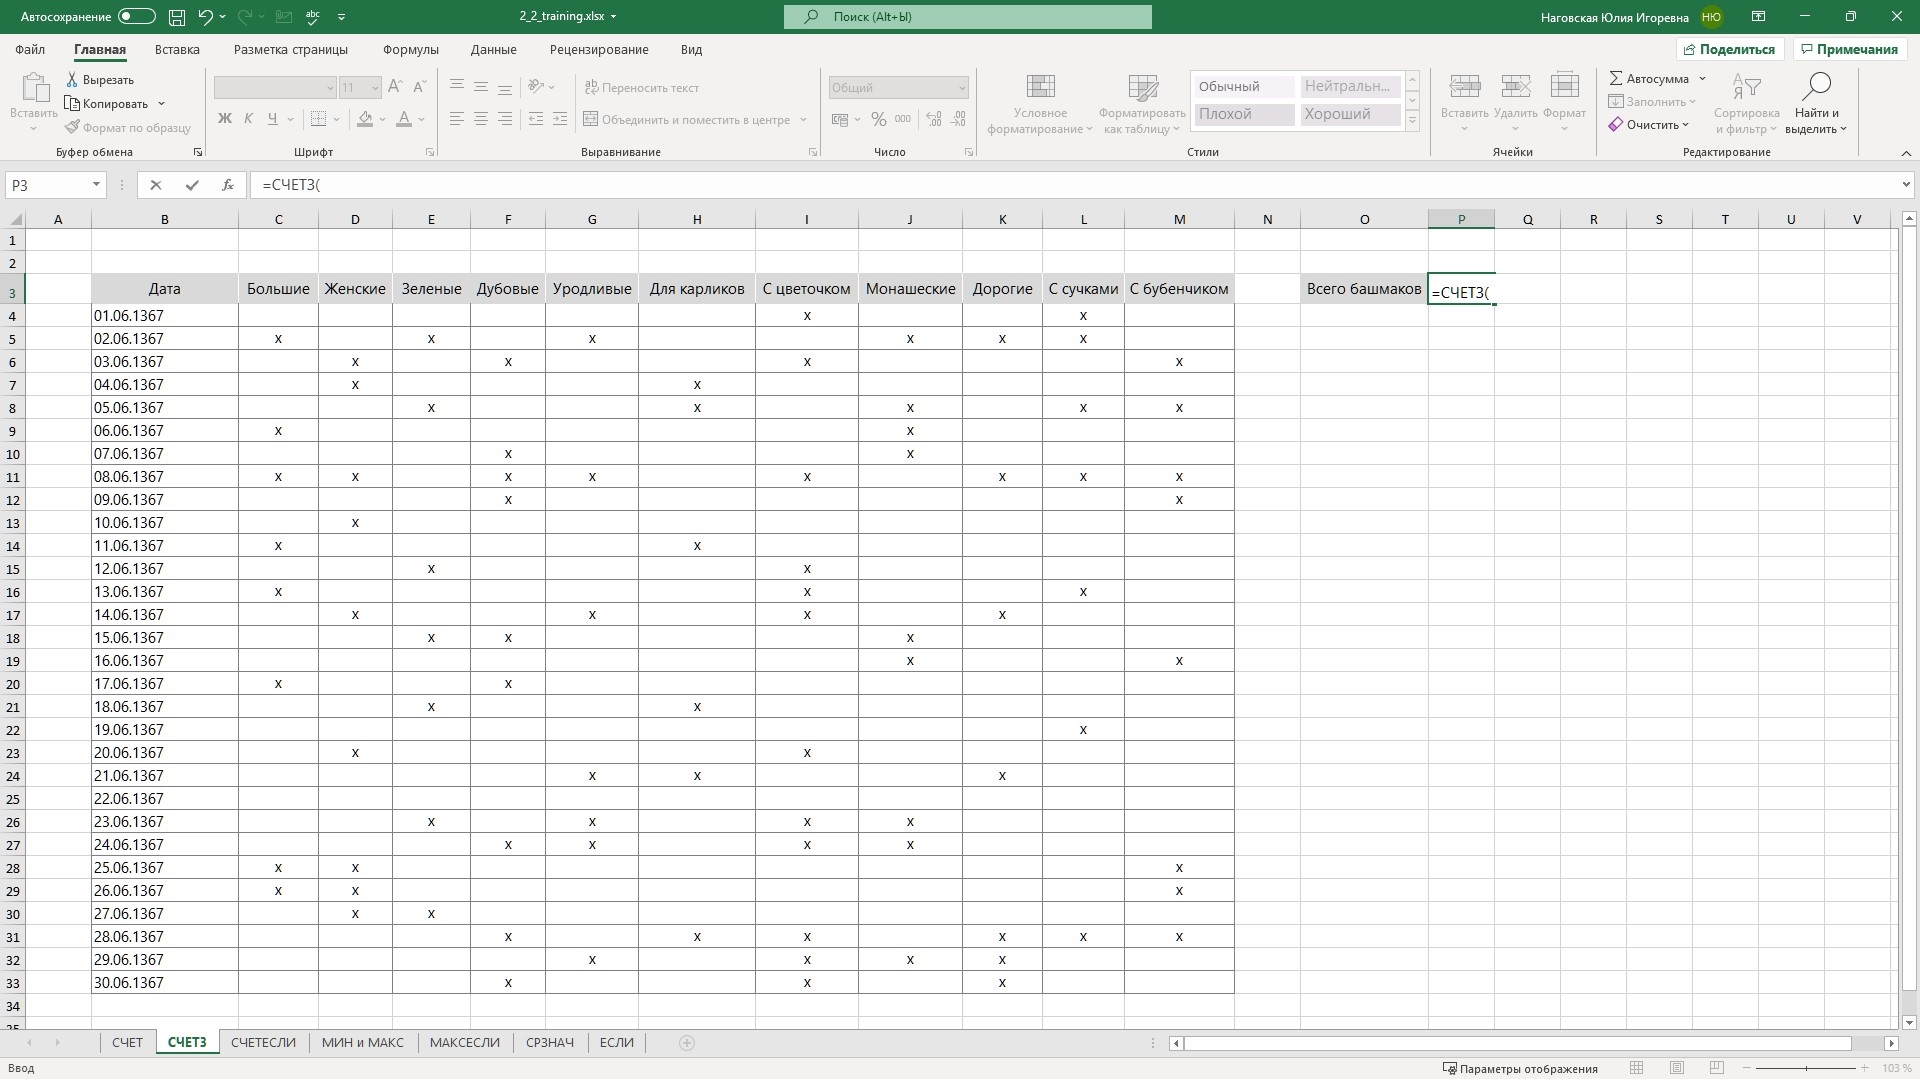 Автосохранение
2_2_training.xlsx
Поиск (Alt+Ы)
Наговская Юлия Игоревна
НЮ
Файл Главная Вставка Разметка страницы Формулы Данные Рецензирование Вид
Поделиться Примечания
Вставить
Вырезать
Копировать
Формат по образцу
Буфер обмена
11
Ж К Ч
Шрифт
Переносить текст
Объединить и поместить в центре
Выравнивание
Общий
% 000
Число
Условное форматирование
Форматировать как таблицу
Обычный Нейтральн...
Плохой Хороший
Стили
Вставить Удалить Формат
Ячейки
Автосумма
Заполнить
Очистить
Сортировка и фильтр
Найти и выделить
Редактирование
P3
=СЧЕТЗ(
A B C D E F G H I J K L M N O P Q R S T U V
1
2
3 Дата Большие Женские Зеленые Дубовые Уродливые Для карликов С цветочком Монашеские Дорогие С сучками С бубенчиком Всего башмаков =СЧЕТЗ(
4 01.06.1367 x x
5 02.06.1367 x x x x x x
6 03.06.1367 x x x x
7 04.06.1367 x x
8 05.06.1367 x x x x x
9 06.06.1367 x x
10 07.06.1367 x x
11 08.06.1367 x x x x x x x x
12 09.06.1367 x x
13 10.06.1367 x
14 11.06.1367 x x
15 12.06.1367 x x
16 13.06.1367 x x x
17 14.06.1367 x x x x
18 15.06.1367 x x x
19 16.06.1367 x x
20 17.06.1367 x x
21 18.06.1367 x x
22 19.06.1367 x
23 20.06.1367 x x
24 21.06.1367 x x x
25 22.06.1367
26 23.06.1367 x x x x
27 24.06.1367 x x x x
28 25.06.1367 x x x
29 26.06.1367 x x x
30 27.06.1367 x x
31 28.06.1367 x x x x x x
32 29.06.1367 x x x x
33 30.06.1367 x x x
34
СЧЕТ СЧЕТЗ СЧЕТЕСЛИ МИН и МАКС МАКСЕСЛИ СРЗНАЧ ЕСЛИ
Ввод
Параметры отображения
103 %